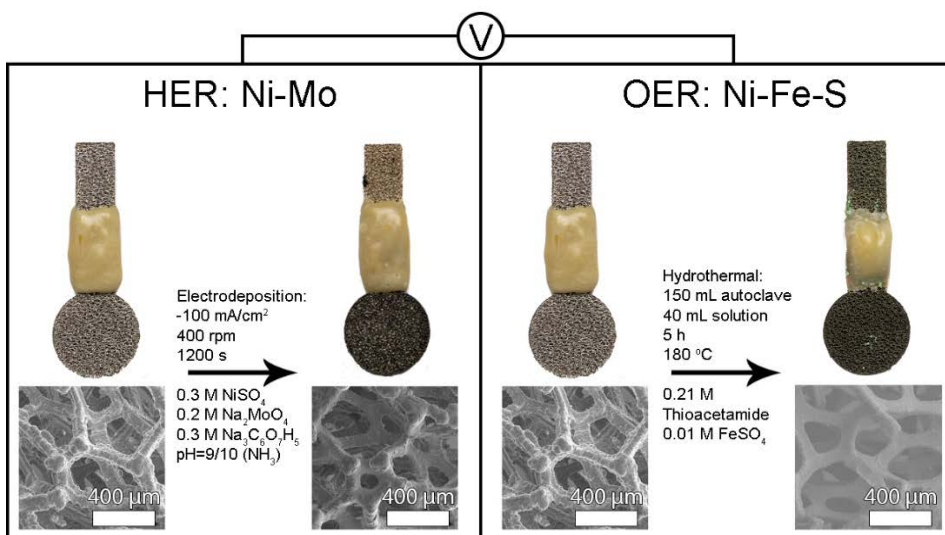 V
HER: Ni-Mo
Electrodeposition:
-100 mA/cm²
400 rpm
1200 s
0.3 M NiSO₄
0.2 M Na₂MoO₄
0.3 M Na₃C₆O₇H₅
pH=9/10 (NH₃)
400 µm
400 µm
OER: Ni-Fe-S
Hydrothermal:
150 mL autoclave
40 mL solution
5 h
180 °C
0.21 M
Thioacetamide
0.01 M FeSO₄
400 µm
400 µm